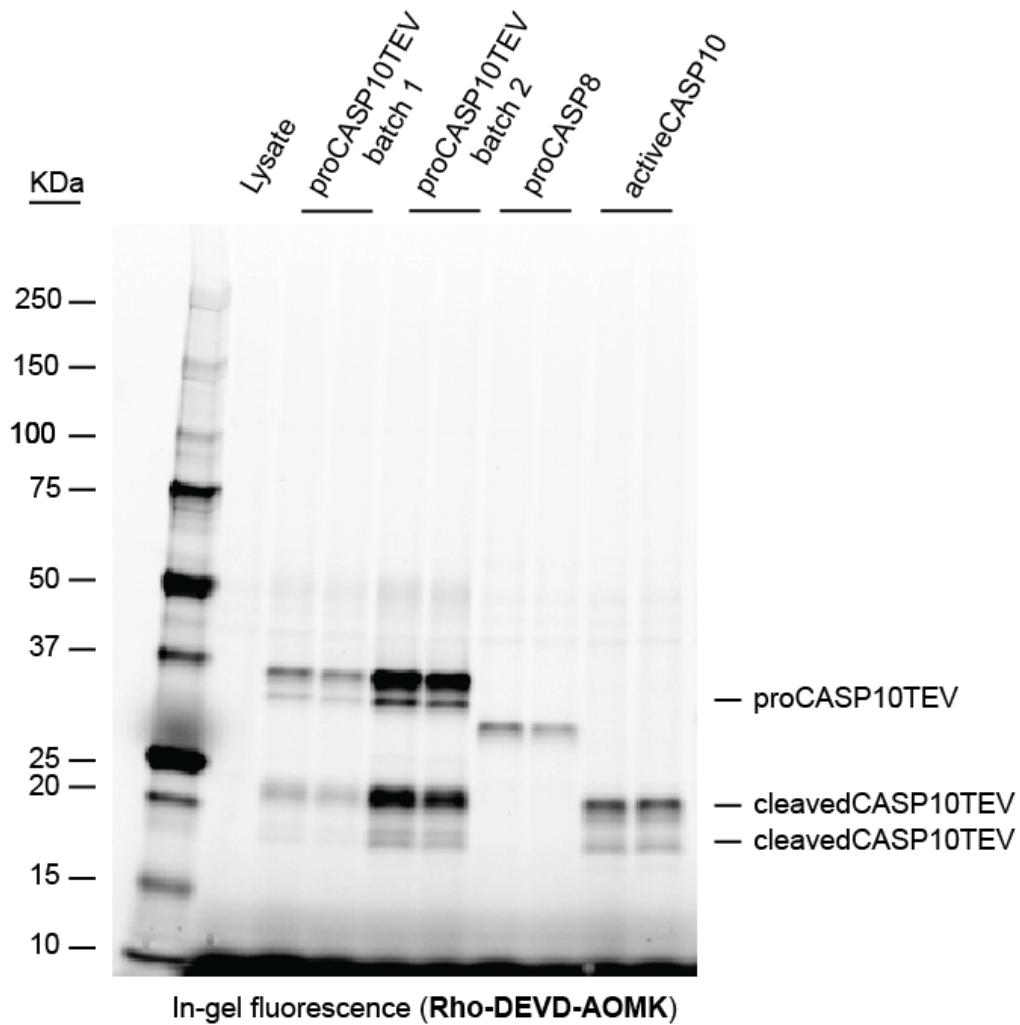 Lysate
proCASP10TEV
batch 1
proCASP10TEV
batch 2
proCASP8
activeCASP10
KDa
250
150
100
75
50
37
25
20
15
10
proCASP10TEV
cleavedCASP10TEV
cleavedCASP10TEV
In-gel fluorescence (Rho-DEVD-AOMK)